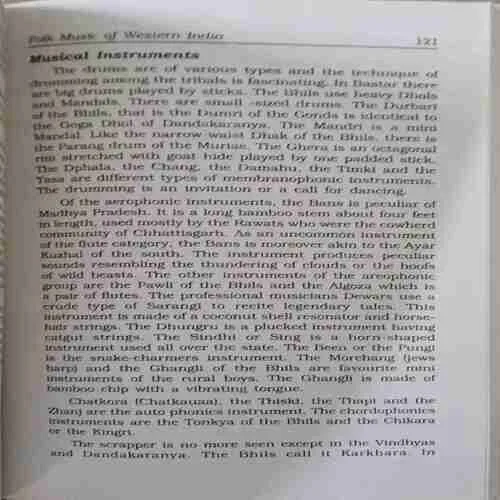 Folk Music of Western India 121
Musical Instruments
The drums are of various types and the technique of
drumming among the tribals is fascinating. In Bastar there
are big drums played by sticks. The Bhils use heavy Dhols
and Mandals. There are small -sized drums. The Durbari
of the Bhils, that is the Dumri of the Gonds is identical to
the Goga Dhol of Dandakaranya. The Mandri is a mini
Mandal. Like the narrow waist Dhak of the Bhils, there is
the Parang drum of the Murias. The Ghera is an octagonal
rim stretched with goat hide played by one padded stick.
The Dphala, the Chang, the Damahu, the Timki and the
Tasa are different types of membranophonic instruments.
The drumming is an invitation or a call for dancing.
Of the aerophonic instruments, the Bans is peculiar of
Madhya Pradesh. It is a long bamboo stem about four feet
in length, used mostly by the Rawats who were the cowherd
community of Chhattisgarh. As an uncommon instrument
of the flute category, the Bans is moreover akin to the Ayar
Kuzhal of the south. The instrument produces peculiar
sounds resembling the thundering of clouds or the hoofs
of wild beasts. The other instruments of the areophonic
group are the Pawli of the Bhils and the Algoza which is
a pair of flutes. The professional musicians Dewars use a
crude type of Sarangi to recite legendary tales. This
instrument is made of a coconut shell resonator and horse-
hair strings. The Dhungru is a plucked instrument having
catgut strings. The Sindhi or Sing is a horn-shaped
instrument used all over the state. The Peen or the Pungi
is the snake-charmers instrument. The Morehang (jews
harp) and the Ghangli of the Bhils are favourite mini
instruments of the rural boys. The Ghangli is made of
bamboo chip with a vibrating tongue.
Chatkora (Chatkauaa), the Thiski, the Thapi and the
Zhan) are the auto phonics instrument. The chordophonics
instruments are the Tonkya of the Bhils and the Chikara
or the Kingri.
The scrapper is no more seen except in the Vindhyas
and Dandakaranya. The Bhils call it Karkhara. In